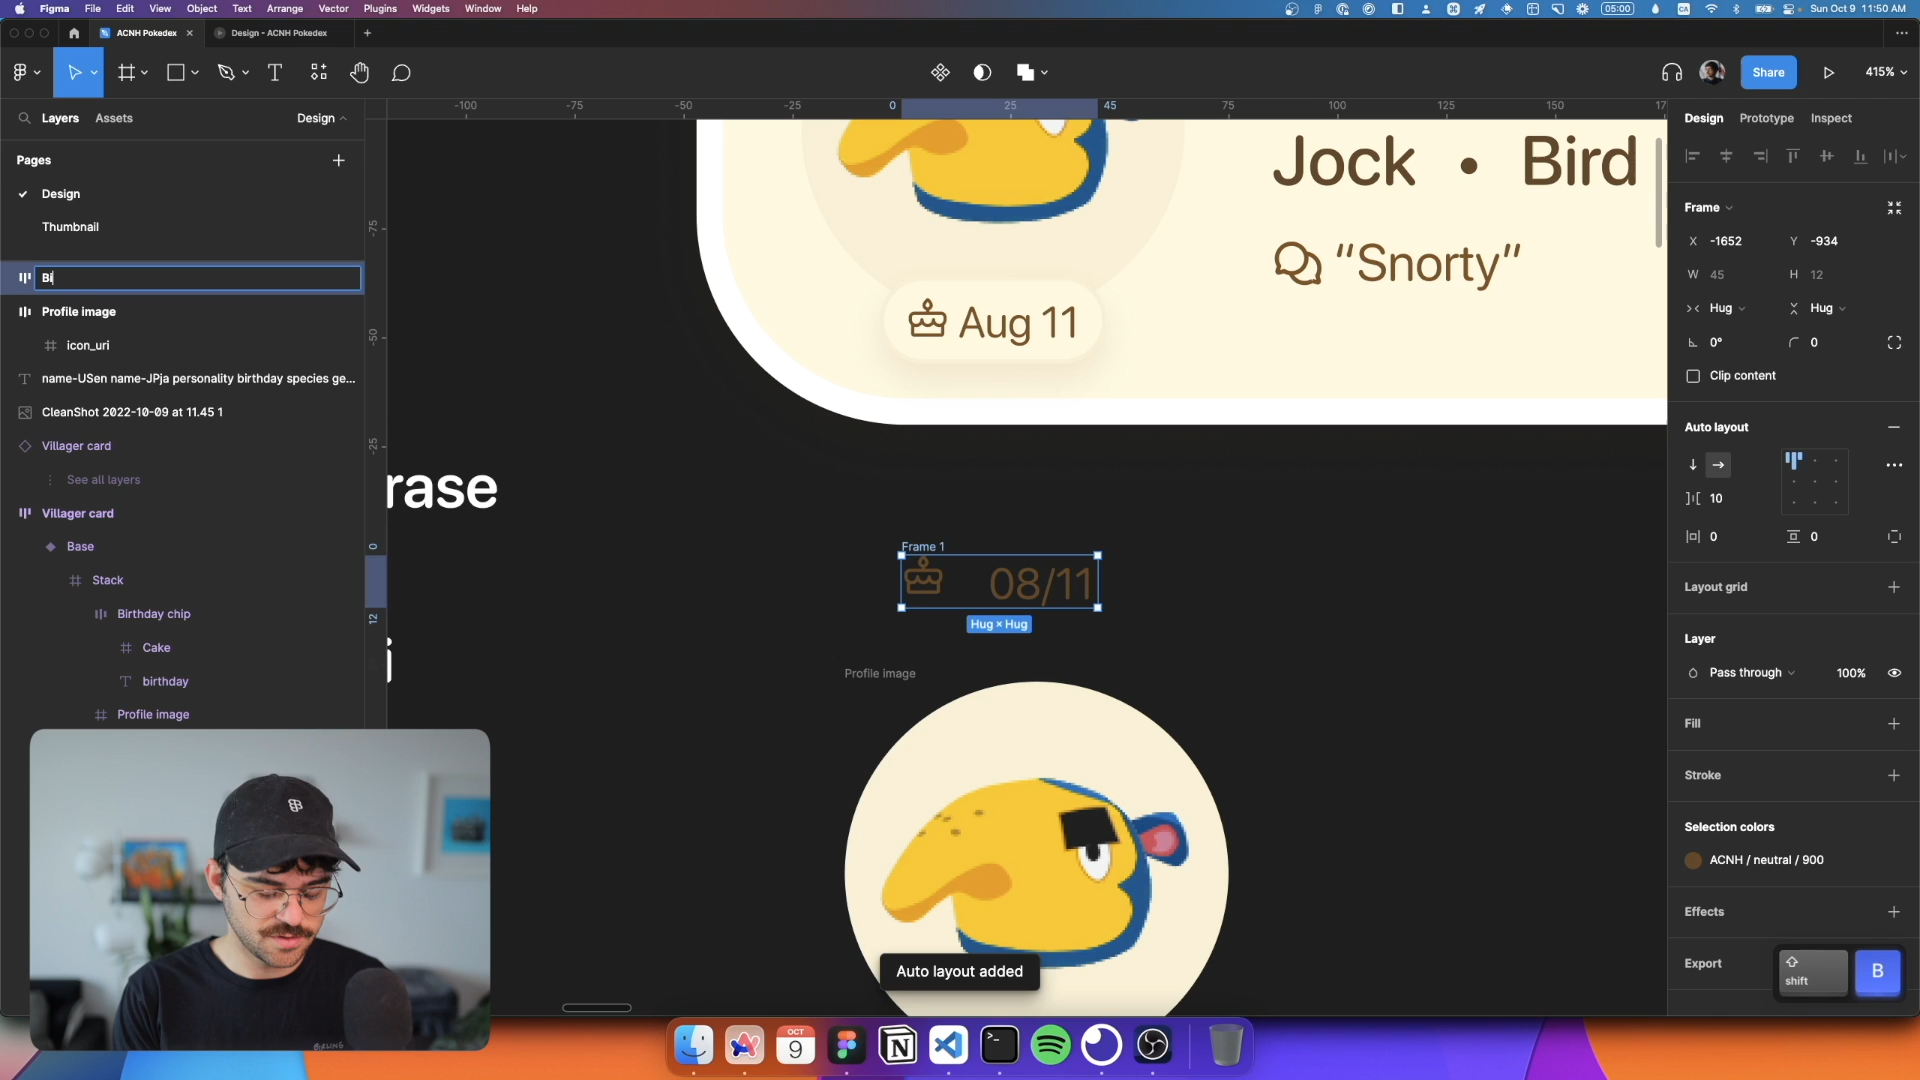 Figma File Edit View Object Text Arrange Vector Plugins Widgets Window Help
05:00
CA
Sun Oct 9 11:50 AM
ACNH Pokedex
Design - ACNH Pokedex
Share
415%
Layers Assets Design
-100 -75 -50 -25 0 25 45 75 100 125 150 17
Design Prototype Inspect
Pages
Design
Thumbnail
Bi
Profile image
icon_uri
name-USen name-JPja personality birthday species ge...
CleanShot 2022-10-09 at 11.45 1
Villager card
See all layers
Villager card
Base
Stack
Birthday chip
Cake
birthday
Profile image
-75
-50
-25
0
12
Jock • Bird
“Snorty”
Aug 11
rase
i
Frame 1
08/11
Hug × Hug
Profile image
Auto layout added
Frame
X -1652 Y -934
W 45 H 12
Hug Hug
0° 0
Clip content
Auto layout
10
0 0
Layout grid
Layer
Pass through 100%
Fill
Stroke
Selection colors
ACNH / neutral / 900
Effects
Export
shift
B
OCT
9